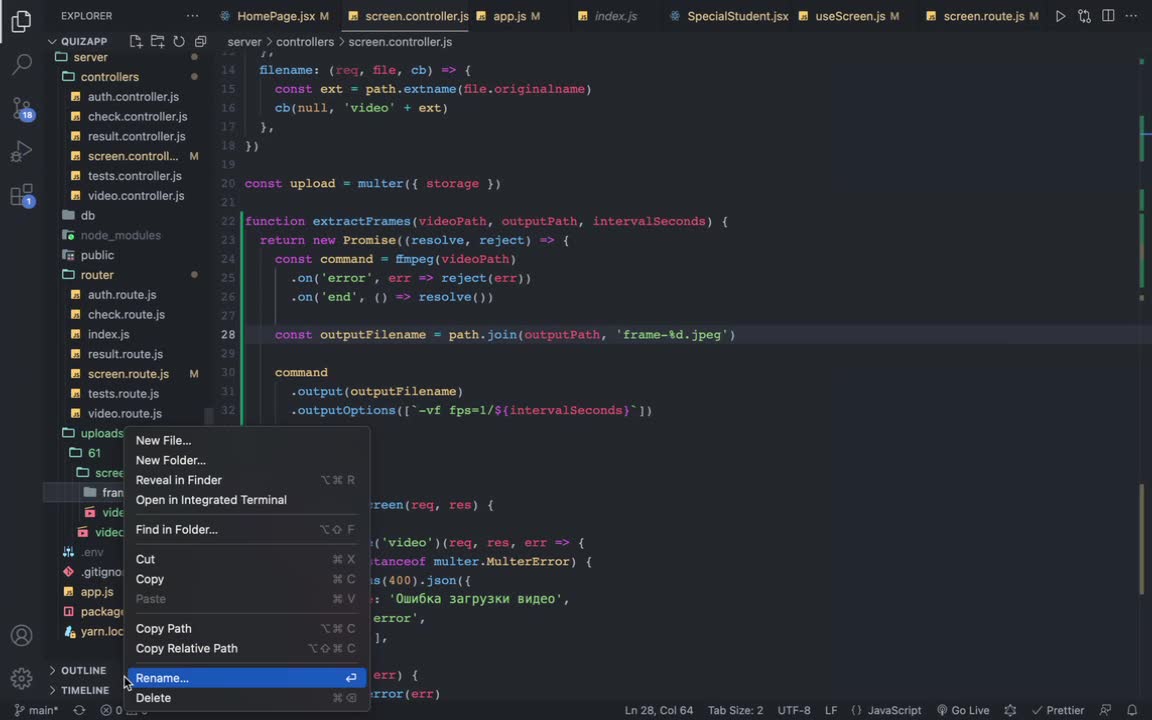 EXPLORER
HomePage.jsx M
screen.controller.js
app.js M
index.js
SpecialStudent.jsx
useScreen.js M
screen.route.js M
QUIZAPP
server › controllers › screen.controller.js
server
controllers
auth.controller.js
check.controller.js
result.controller.js
screen.controll... M
tests.controller.js
video.controller.js
db
node_modules
public
router
auth.route.js
check.route.js
index.js
result.route.js
screen.route.js M
tests.route.js
video.route.js
uploads
61
scree
fran
vide
video
.env
.gitigno
app.js
package
yarn.loc
OUTLINE
TIMELINE
18
1
13 },
14 filename: (req, file, cb) => {
15 const ext = path.extname(file.originalname)
16 cb(null, 'video' + ext)
17 },
18 })
19
20 const upload = multer({ storage })
21
22 function extractFrames(videoPath, outputPath, intervalSeconds) {
23 return new Promise((resolve, reject) => {
24 const command = ffmpeg(videoPath)
25 .on('error', err => reject(err))
26 .on('end', () => resolve())
27
28 const outputFilename = path.join(outputPath, 'frame-%d.jpeg')
29
30 command
31 .output(outputFilename)
32 .outputOptions([`-vf fps=1/${intervalSeconds}`])
creen(req, res) {
e('video')(req, res, err => {
stanceof multer.MulterError) {
s(400).json({
: 'Ошибка загрузки видео',
error',
],
err) {
error(err)
New File...
New Folder...
Reveal in Finder ⌥⌘ R
Open in Integrated Terminal
Find in Folder... ⌥⇧ F
Cut ⌘ X
Copy ⌘ C
Paste ⌘ V
Copy Path ⌥⌘ C
Copy Relative Path ⌥⇧⌘ C
Rename... ⏎
Delete ⌘⌫
main*
0
Ln 28, Col 64
Tab Size: 2
UTF-8
LF
{} JavaScript
Go Live
Prettier